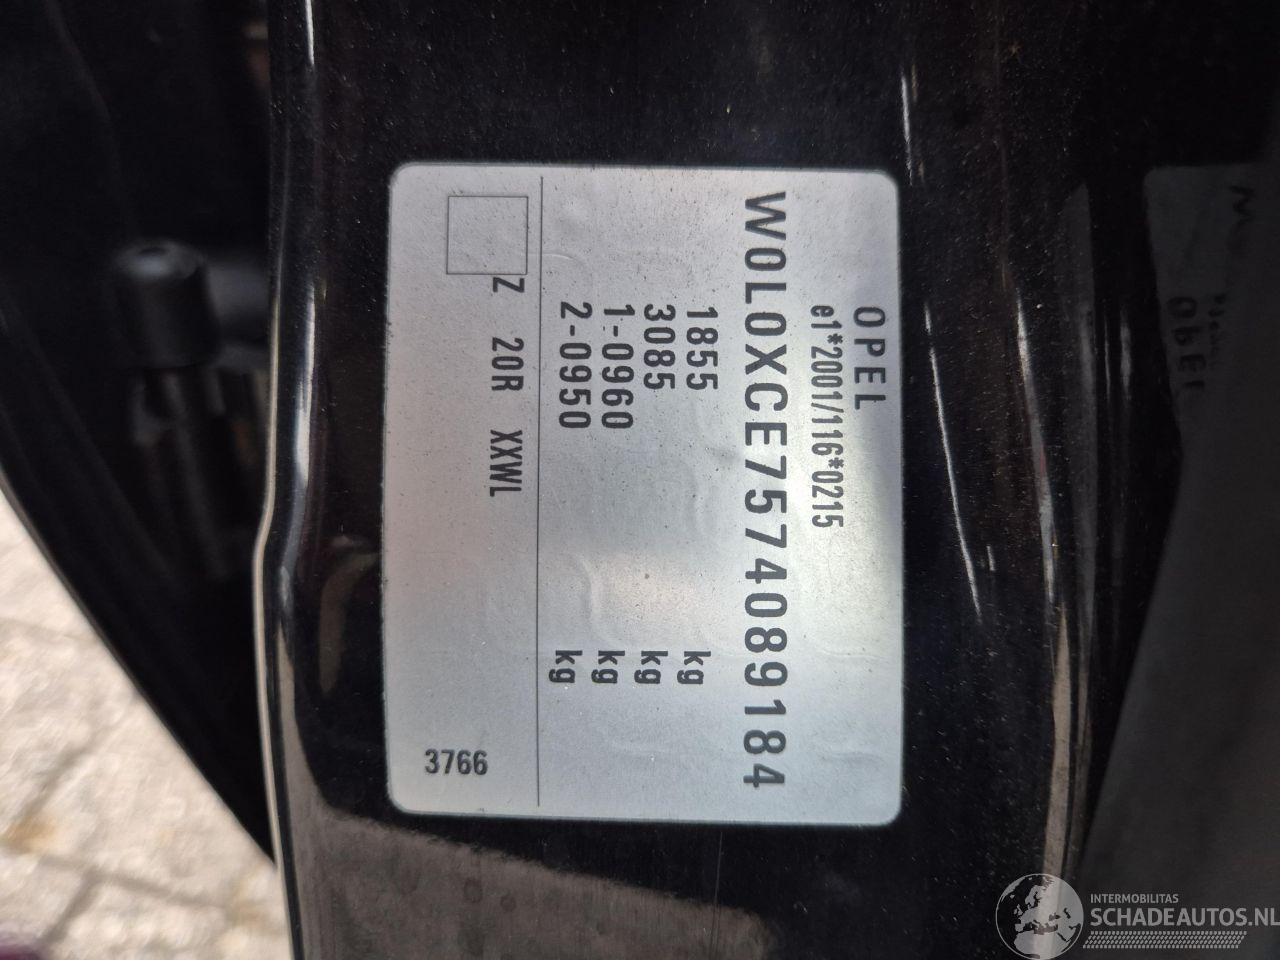 OPEL
e1*2001/116*0215
W0L0XCE7574089184
1855 kg
3085 kg
1-0960 kg
2-0950 kg
Z 20R XXWL
3766
INTERMOBILITAS
SCHADEAUTOS.NL